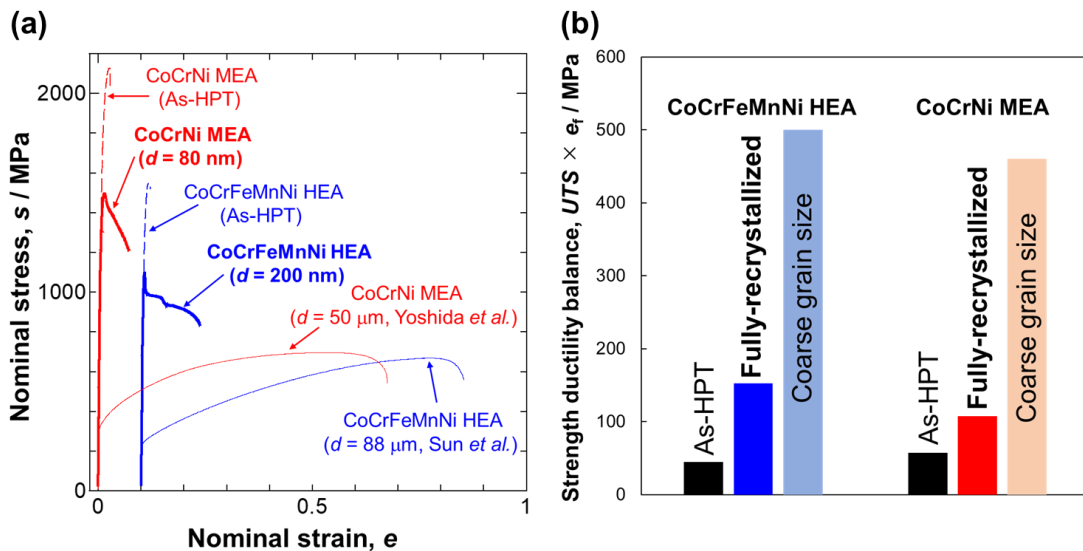 (a)
Nominal stress, s / MPa
2000
1000
0
CoCrNi MEA
(As-HPT)
CoCrNi MEA
(d = 80 nm)
CoCrFeMnNi HEA
(As-HPT)
CoCrFeMnNi HEA
(d = 200 nm)
CoCrNi MEA
(d = 50 μm, Yoshida et al.)
CoCrFeMnNi HEA
(d = 88 μm, Sun et al.)
0
0.5
1
Nominal strain, e
(b)
Strength ductility balance, UTS × ef / MPa
600
500
400
300
200
100
0
CoCrFeMnNi HEA
CoCrNi MEA
As-HPT
Fully-recrystallized
Coarse grain size
As-HPT
Fully-recrystallized
Coarse grain size